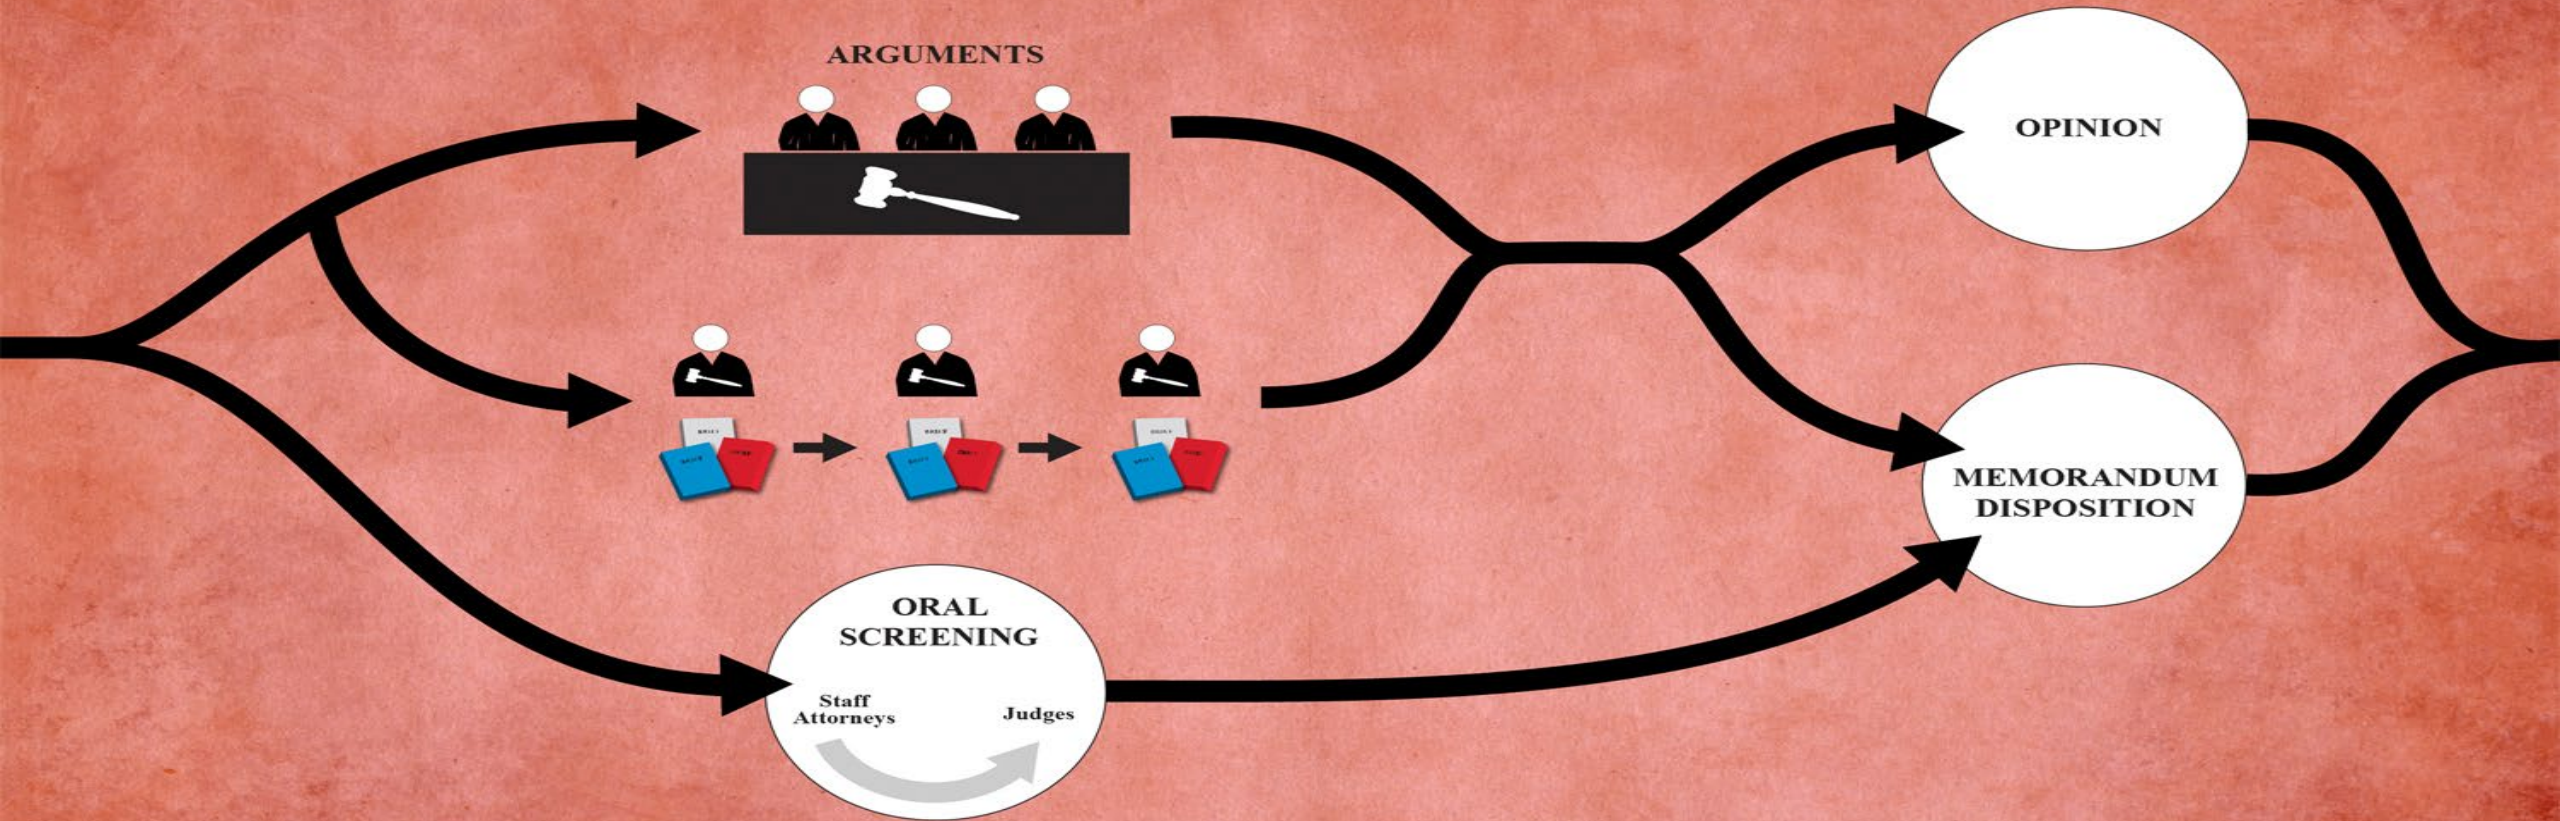 ARGUMENTS
OPINION
MEMORANDUM
DISPOSITION
ORAL
SCREENING
Staff
Attorneys
Judges